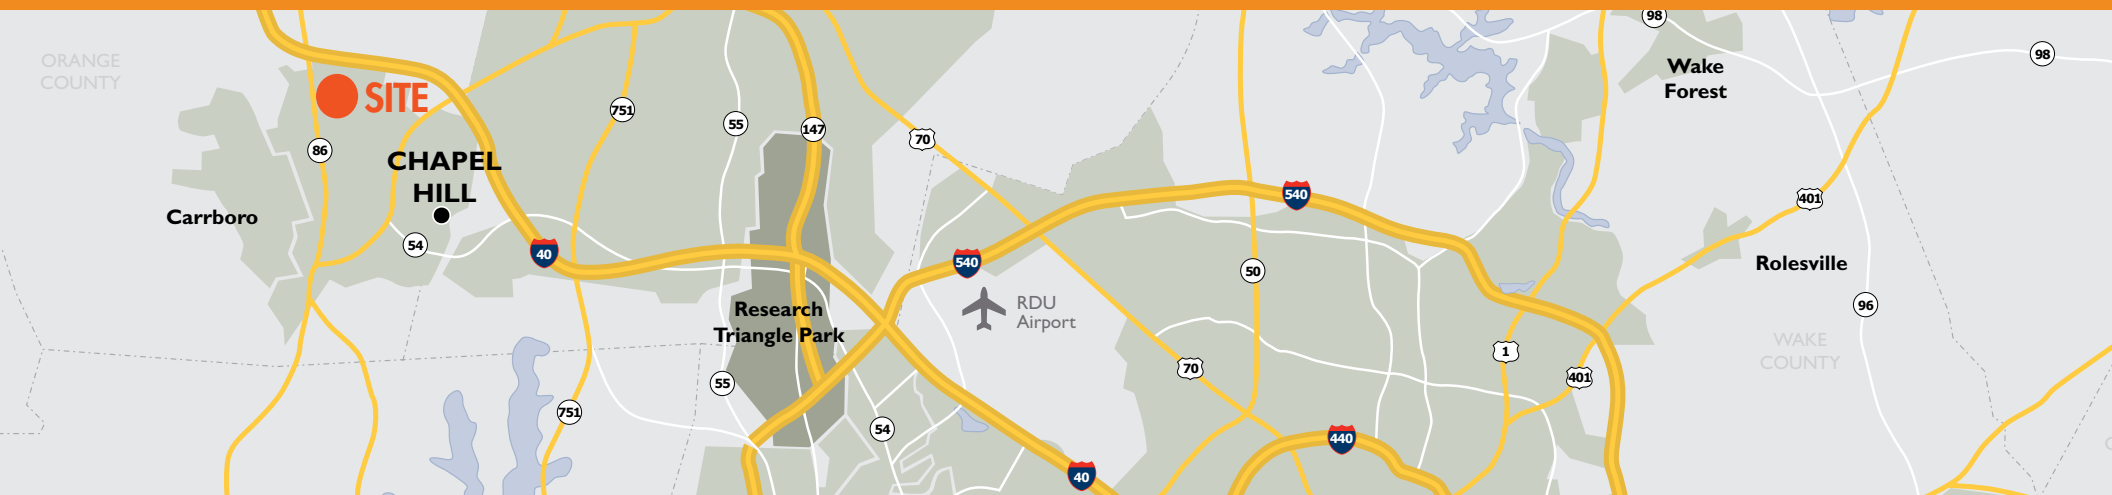 98
98
ORANGE
COUNTY
Wake
Forest
SITE
751
55
147
70
86
CHAPEL
HILL
540
401
Carrboro
54
40
540
50
Rolesville
RDU
Airport
Research
Triangle Park
96
WAKE
COUNTY
1
70
401
55
751
54
440
40